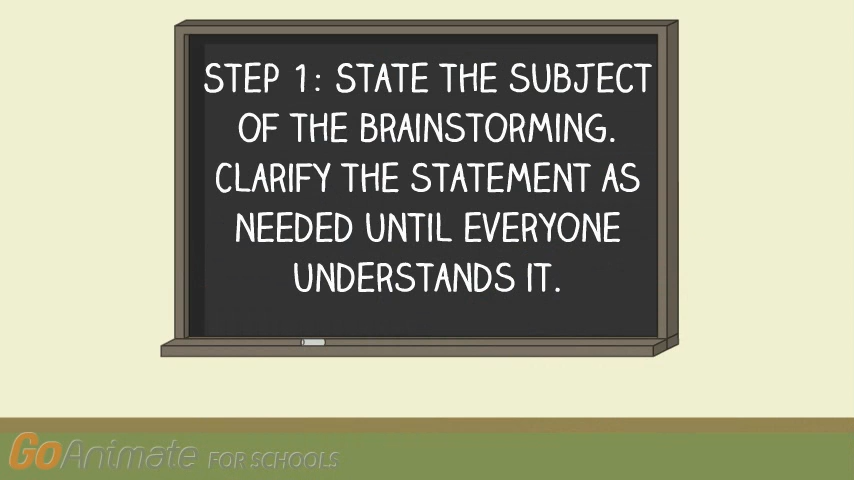 STEP 1: STATE THE SUBJECT
OF THE BRAINSTORMING.
CLARIFY THE STATEMENT AS
NEEDED UNTIL EVERYONE
UNDERSTANDS IT.
GoAnimate FOR SCHOOLS